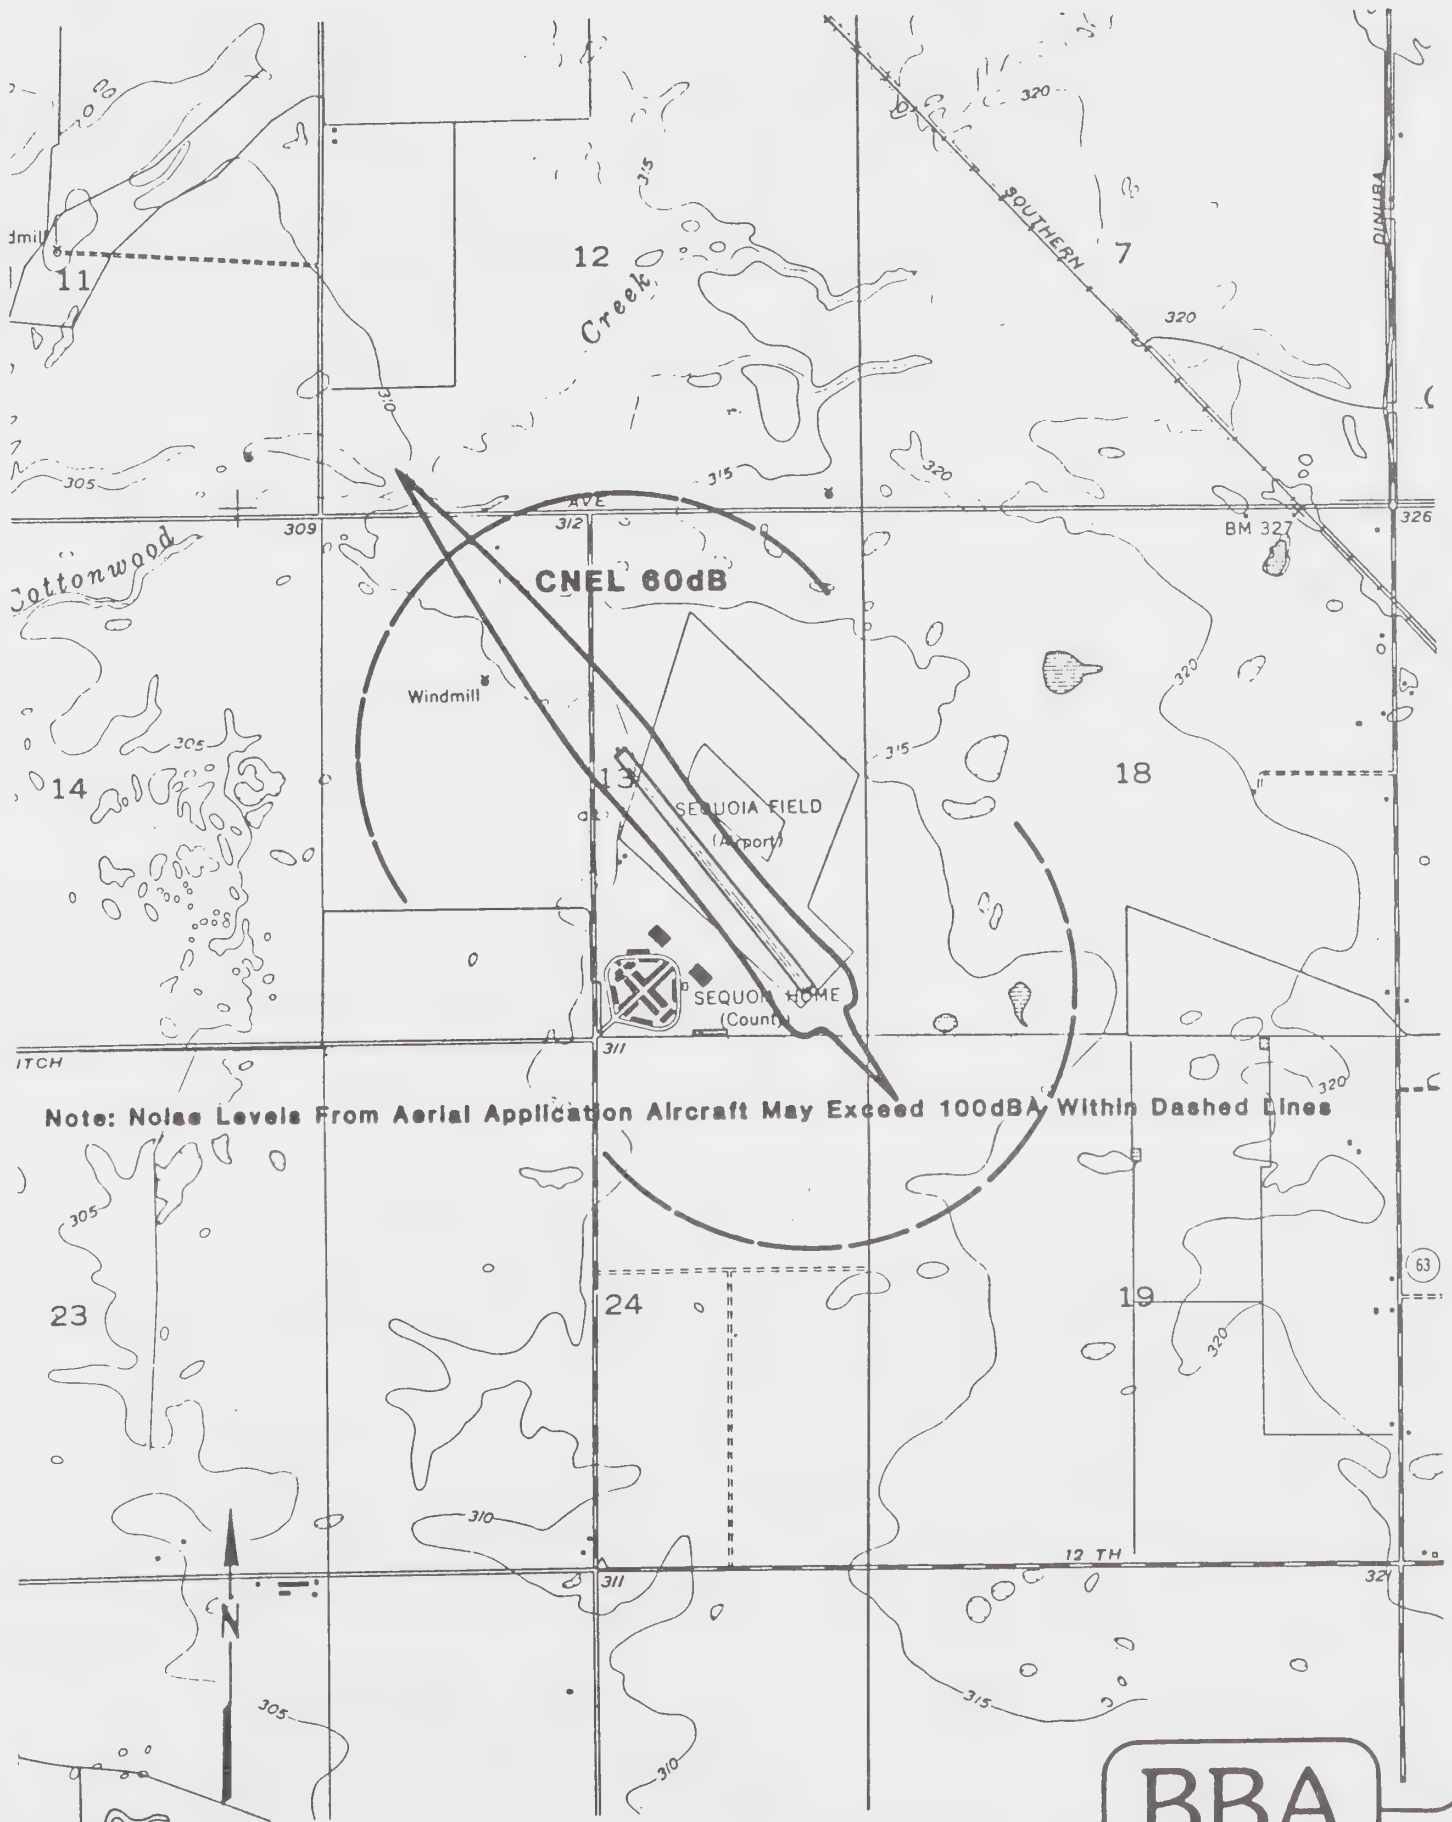 320
315
SOUTHERN
DINUBA
7
12
11
Creek
320
310
305
315
320
AVE
309
312
BM 327
326
Cottonwood
CNEL 60dB
320
Windmill
305
315
14
13
18
SEQUOIA FIELD
(Airport)
SEQUOIA HOME
(County)
311
ITCH
320
Note: Noise Levels From Aerial Application Aircraft May Exceed 100dBA Within Dashed Lines
305
63
23
24
19
320
310
12 TH
311
321
N
305
315
310
BBA